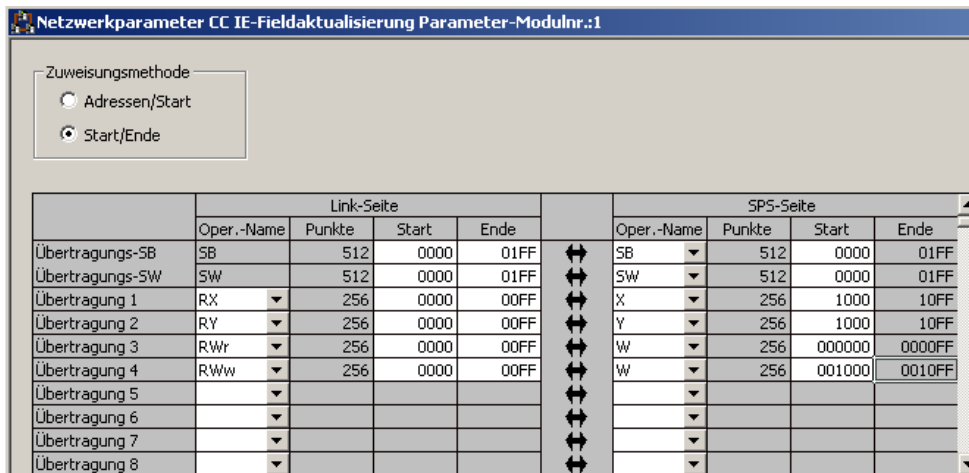 Netzwerkparameter CC IE-Fieldaktualisierung Parameter-Modulnr.:1
Zuweisungsmethode
Adressen/Start
Start/Ende
Link-Seite SPS-Seite
Oper.-Name Punkte Start Ende Oper.-Name Punkte Start Ende
Übertragungs-SB SB 512 0000 01FF SB 512 0000 01FF
Übertragungs-SW SW 512 0000 01FF SW 512 0000 01FF
Übertragung 1 RX 256 0000 00FF X 256 1000 10FF
Übertragung 2 RY 256 0000 00FF Y 256 1000 10FF
Übertragung 3 RWr 256 0000 00FF W 256 000000 0000FF
Übertragung 4 RWw 256 0000 00FF W 256 001000 0010FF
Übertragung 5
Übertragung 6
Übertragung 7
Übertragung 8